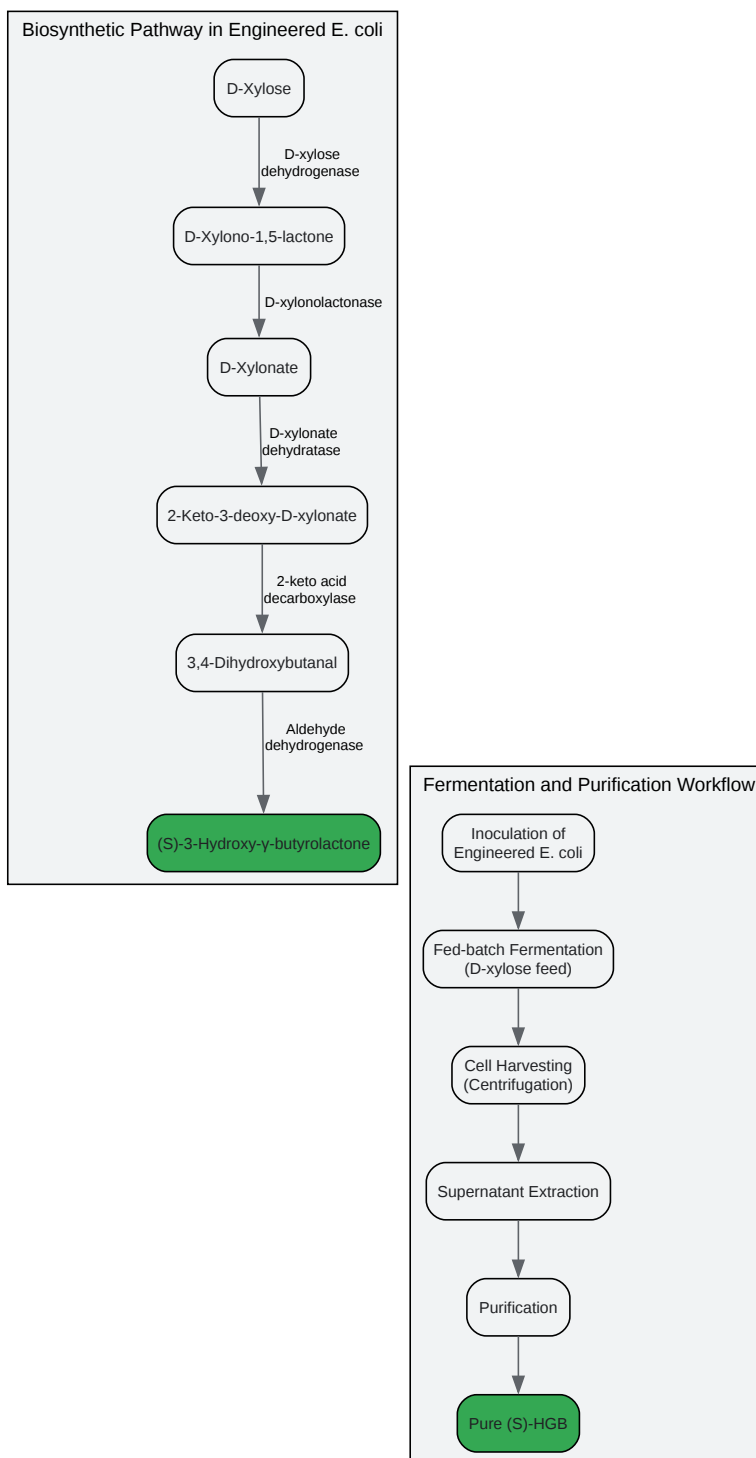 Biosynthetic Pathway in Engineered E. coli
D-Xylose
D-xylose
dehydrogenase
D-Xylono-1,5-lactone
D-xylonolactonase
D-Xylonate
D-xylonate
dehydratase
2-Keto-3-deoxy-D-xylonate
2-keto acid
decarboxylase
3,4-Dihydroxybutanal
Aldehyde
dehydrogenase
(S)-3-Hydroxy-γ-butyrolactone
Fermentation and Purification Workflow
Inoculation of
Engineered E. coli
Fed-batch Fermentation
(D-xylose feed)
Cell Harvesting
(Centrifugation)
Supernatant Extraction
Purification
Pure (S)-HGB